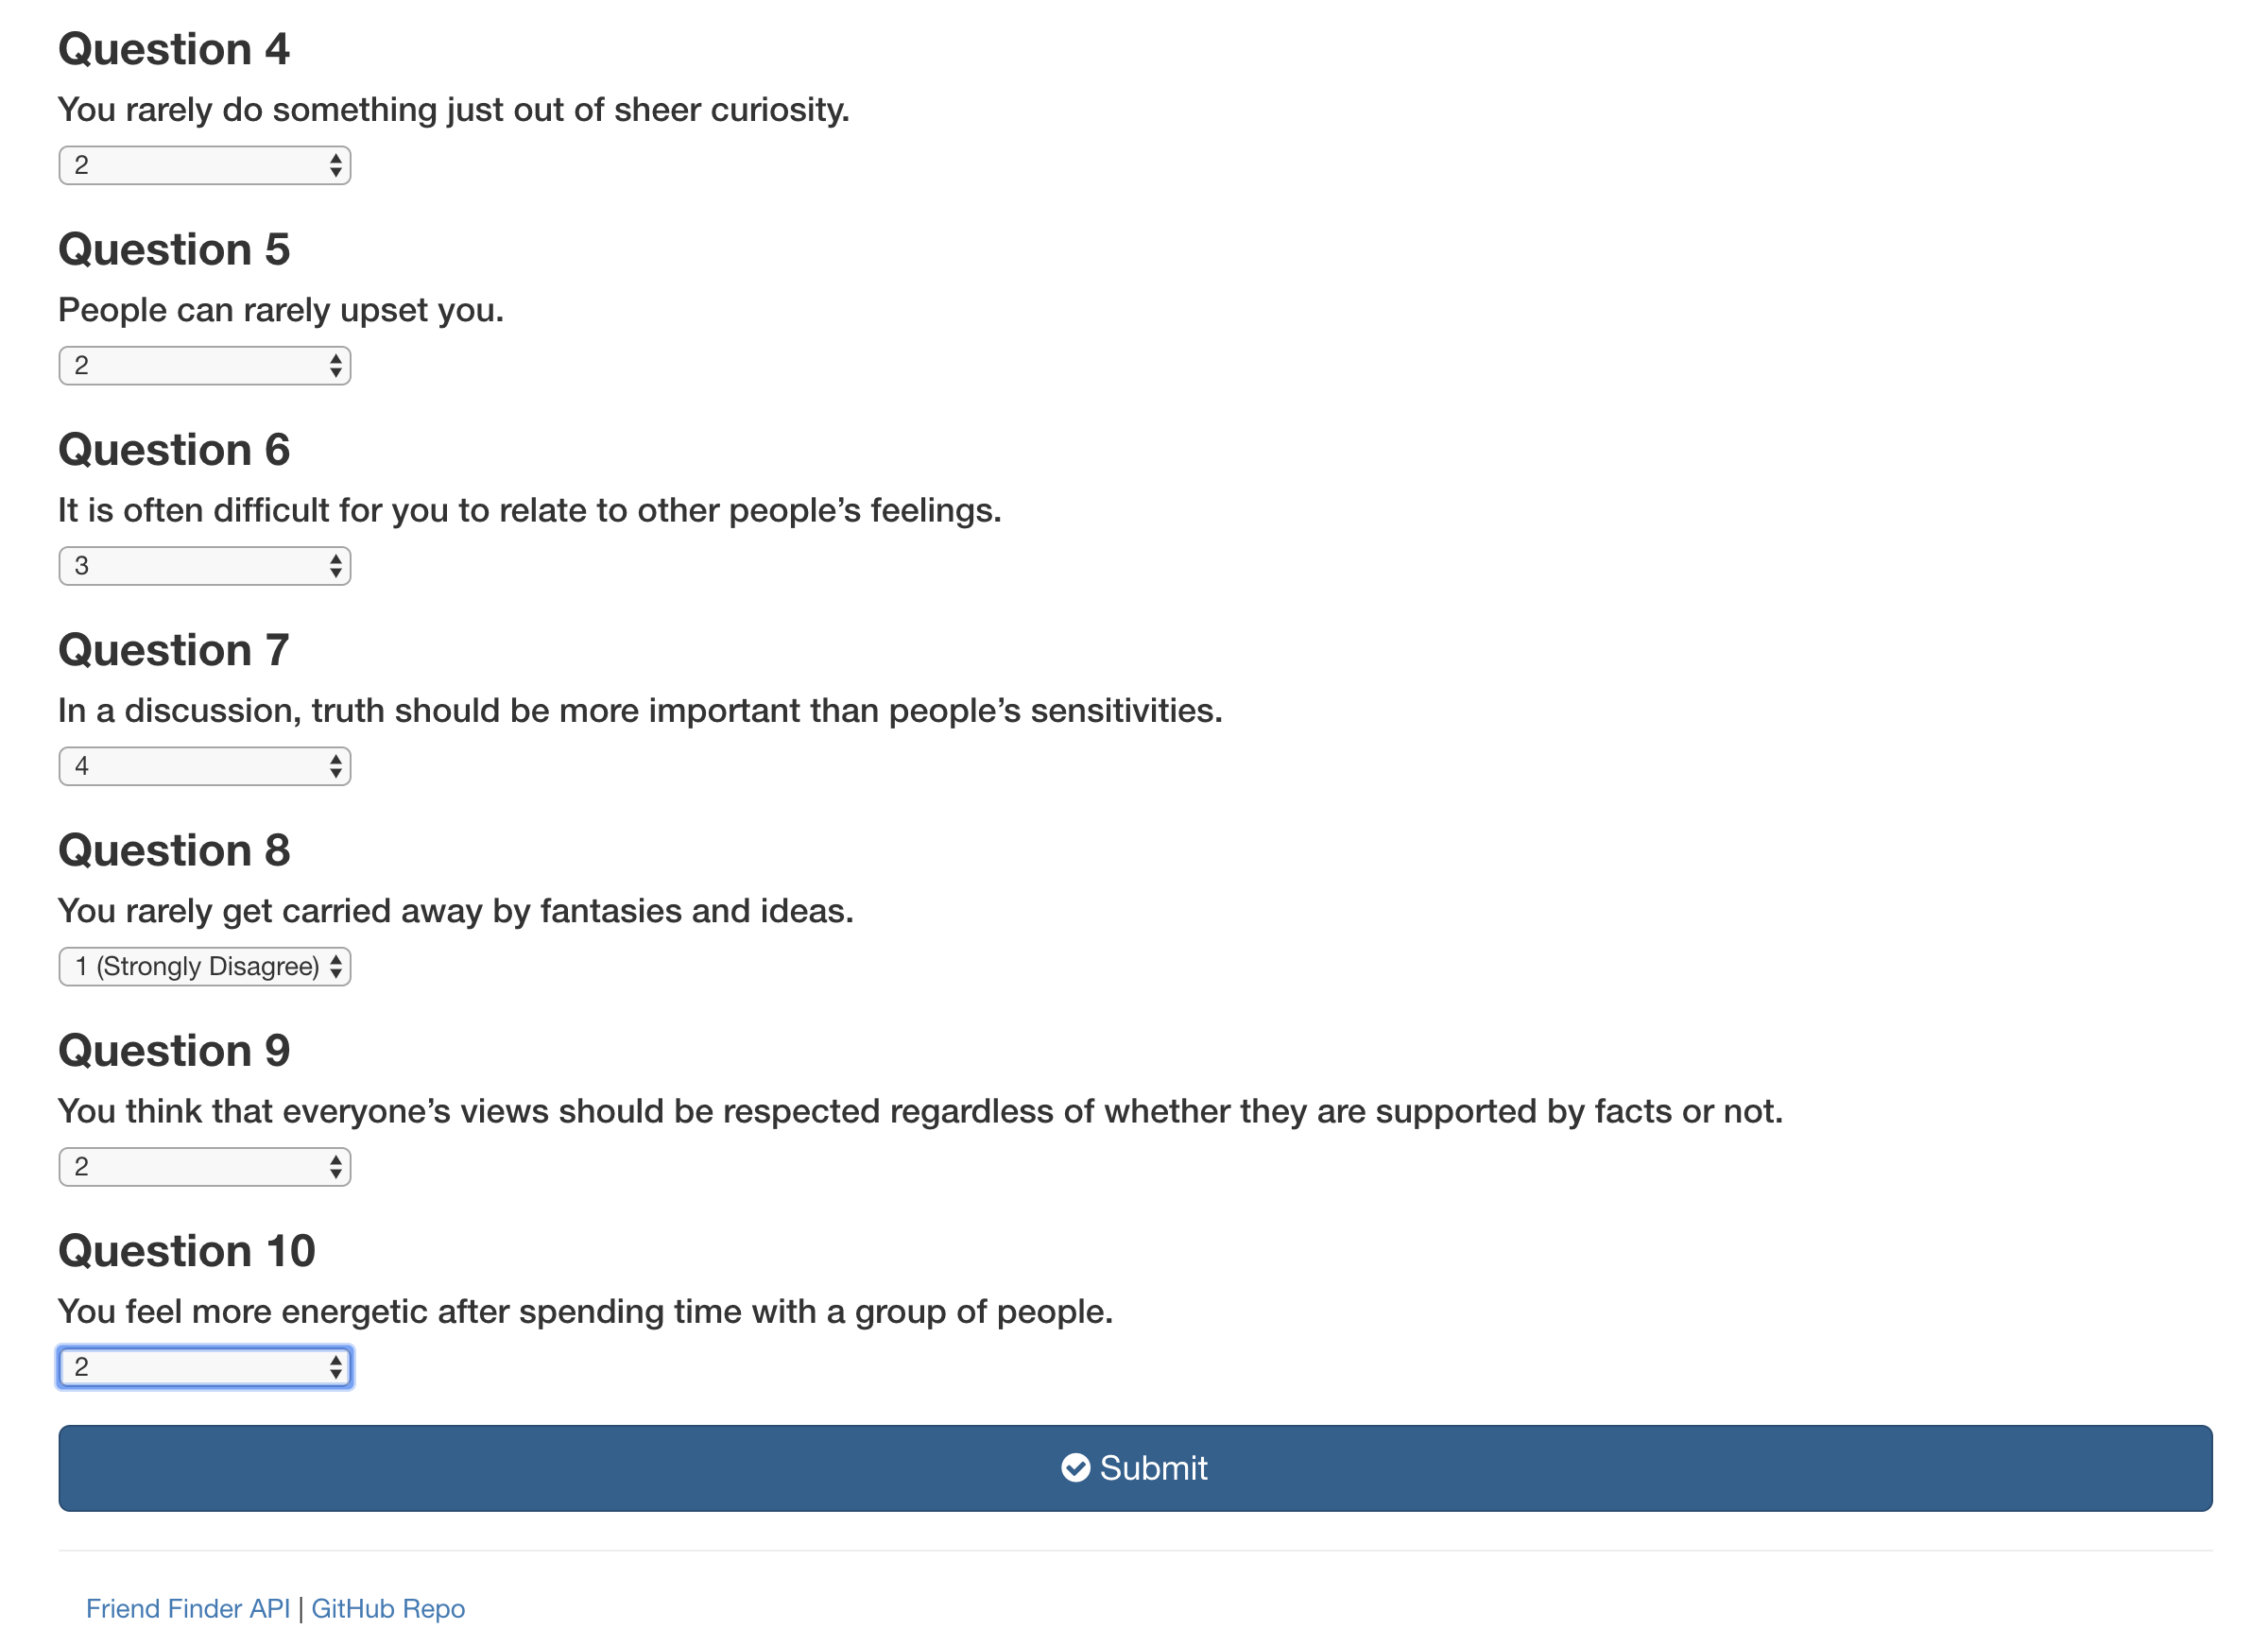 Question 4
You rarely do something just out of sheer curiosity.
2
Question 5
People can rarely upset you.
2
Question 6
It is often difficult for you to relate to other people’s feelings.
3
Question 7
In a discussion, truth should be more important than people’s sensitivities.
4
Question 8
You rarely get carried away by fantasies and ideas.
1 (Strongly Disagree)
Question 9
You think that everyone’s views should be respected regardless of whether they are supported by facts or not.
2
Question 10
You feel more energetic after spending time with a group of people.
2
Submit
Friend Finder API | GitHub Repo